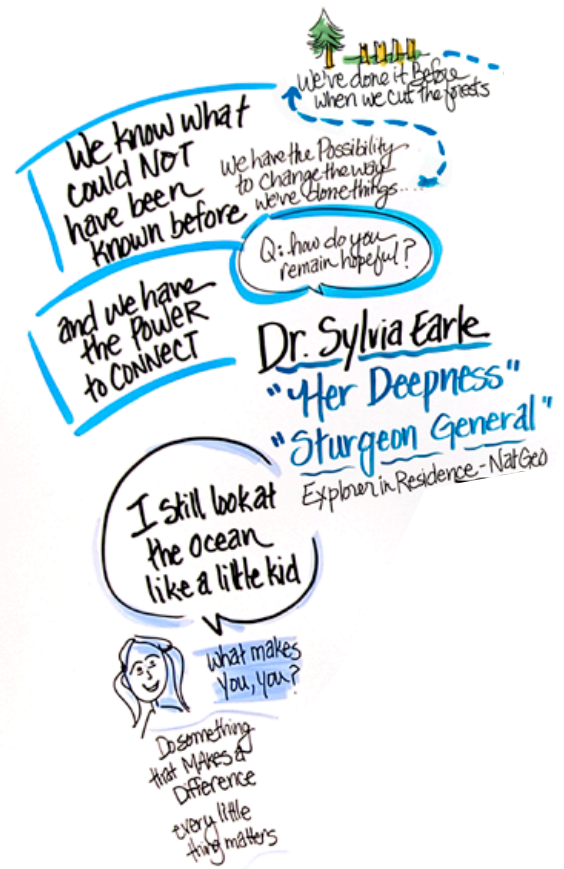 We've done it Before
when we cut the forests
We know what
could NOT
have been
known before
we have the Possibility
to change the way
we've done things...
Q: how do you
remain hopeful?
and we have
the POWER
to CONNECT
Dr. Sylvia Earle
"Her Deepness"
"Sturgeon General"
Explorer in Residence - NatGeo
I still look at
the ocean
like a little kid
what makes
you, you?
Do something
that MAKES a
Difference
every little
thing matters